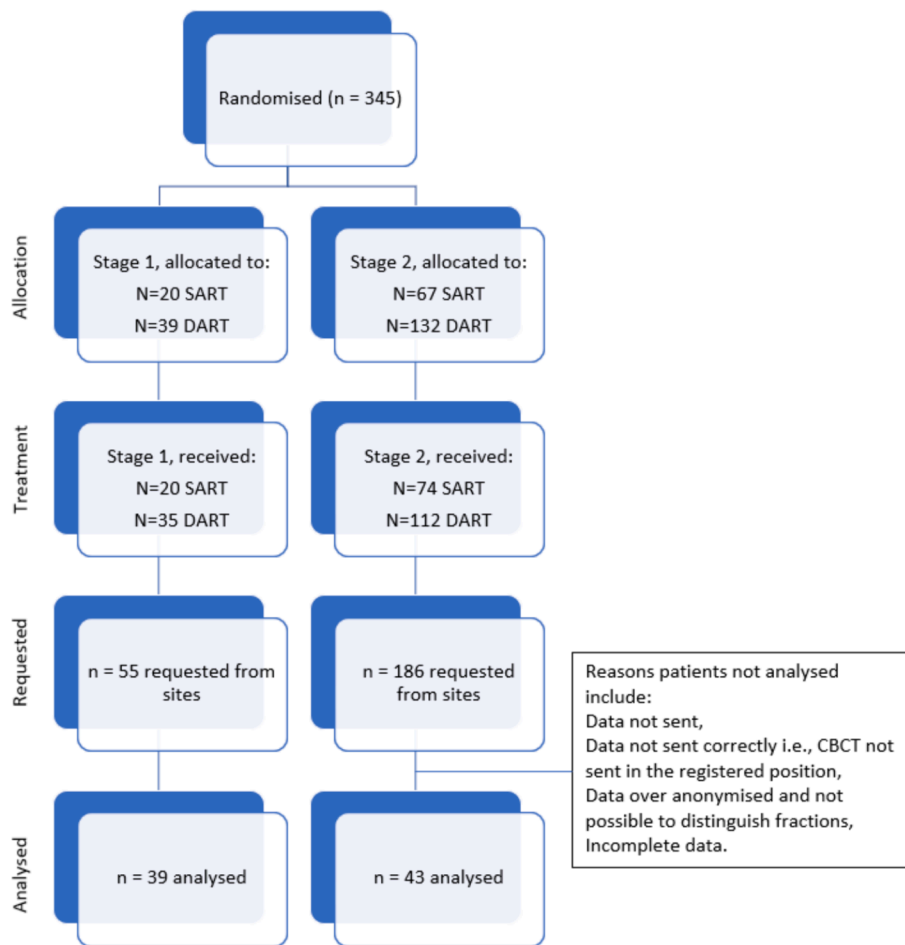 Randomised (n = 345)
Allocation
Stage 1, allocated to:
N=20 SART
N=39 DART
Stage 2, allocated to:
N=67 SART
N=132 DART
Treatment
Stage 1, received:
N=20 SART
N=35 DART
Stage 2, received:
N=74 SART
N=112 DART
Requested
n = 55 requested from
sites
n = 186 requested
from sites
Reasons patients not analysed
include:
Data not sent,
Data not sent correctly i.e., CBCT not
sent in the registered position,
Data over anonymised and not
possible to distinguish fractions,
Incomplete data.
Analysed
n = 39 analysed
n = 43 analysed